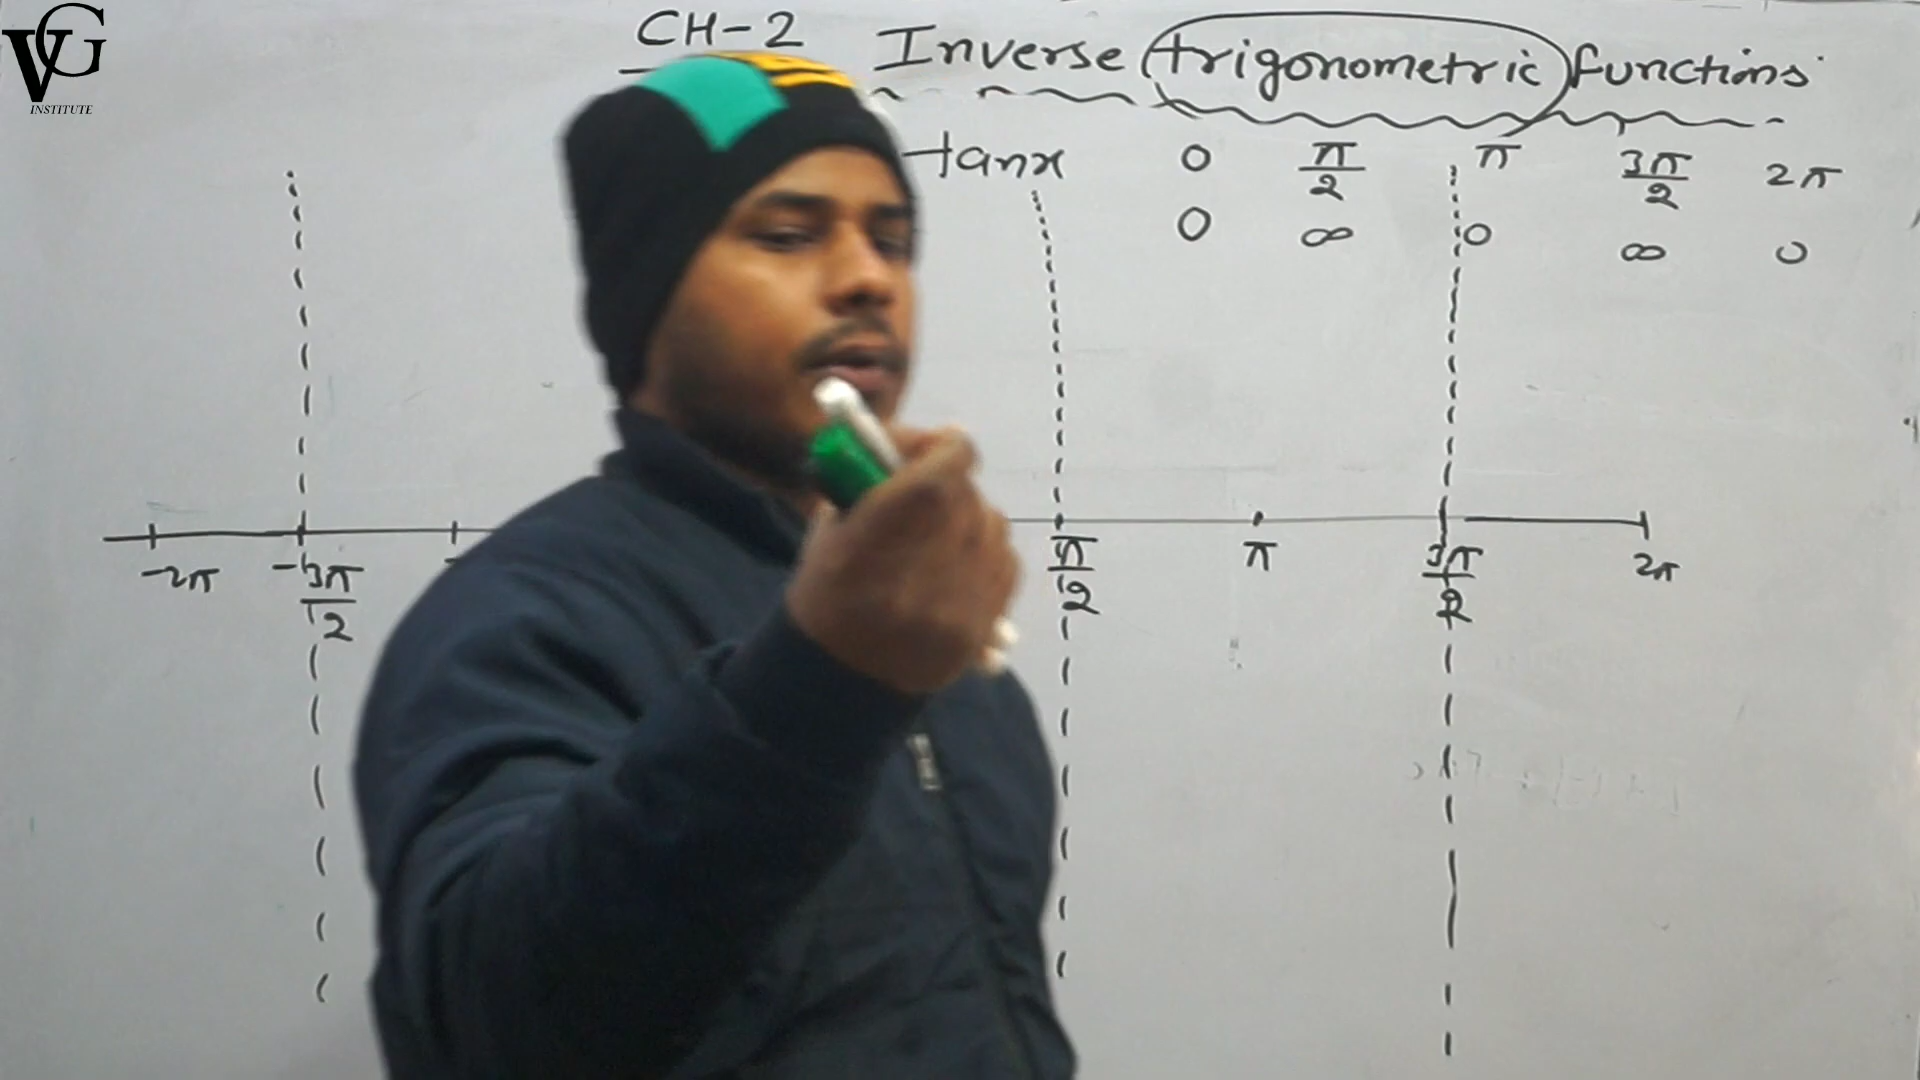 VG
INSTITUTE
CH-2 Inverse trigonometric functions
tanx 0 π/2 π 3π/2 2π
0 ∞ 0 ∞ 0
-2π -3π/2 - π/2 π 3π/2 2π